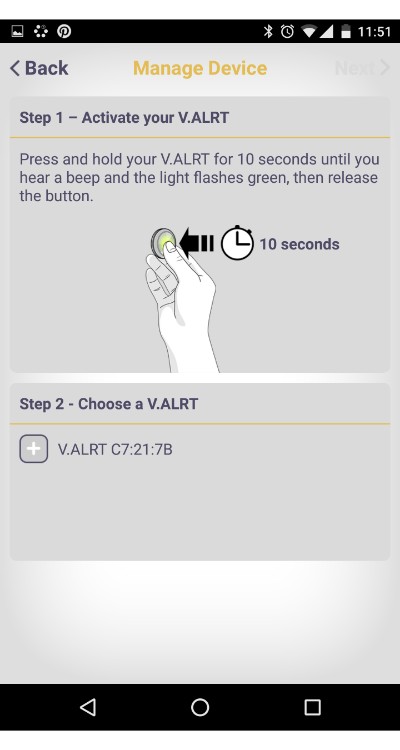 11:51
Back Manage Device Next
Step 1 – Activate your V.ALRT
Press and hold your V.ALRT for 10 seconds until you
hear a beep and the light flashes green, then release
the button.
10 seconds
Step 2 - Choose a V.ALRT
V.ALRT C7:21:7B